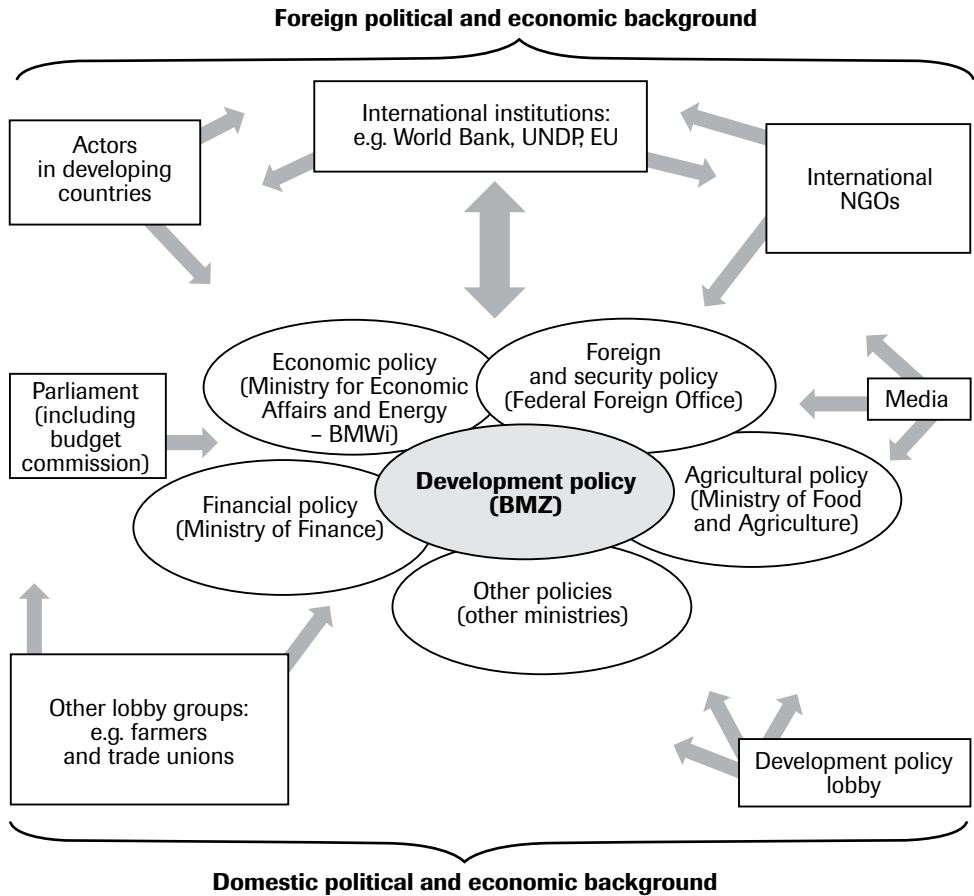 Foreign political and economic background
International institutions:
e.g. World Bank, UNDP, EU
Actors
in developing
countries
International
NGOs
Economic policy
(Ministry for Economic
Affairs and Energy
– BMWi)
Foreign
and security policy
(Federal Foreign Office)
Parliament
(including
budget
commission)
Media
Development policy
(BMZ)
Financial policy
(Ministry of Finance)
Agricultural policy
(Ministry of Food
and Agriculture)
Other policies
(other ministries)
Other lobby groups:
e.g. farmers
and trade unions
Development policy
lobby
Domestic political and economic background